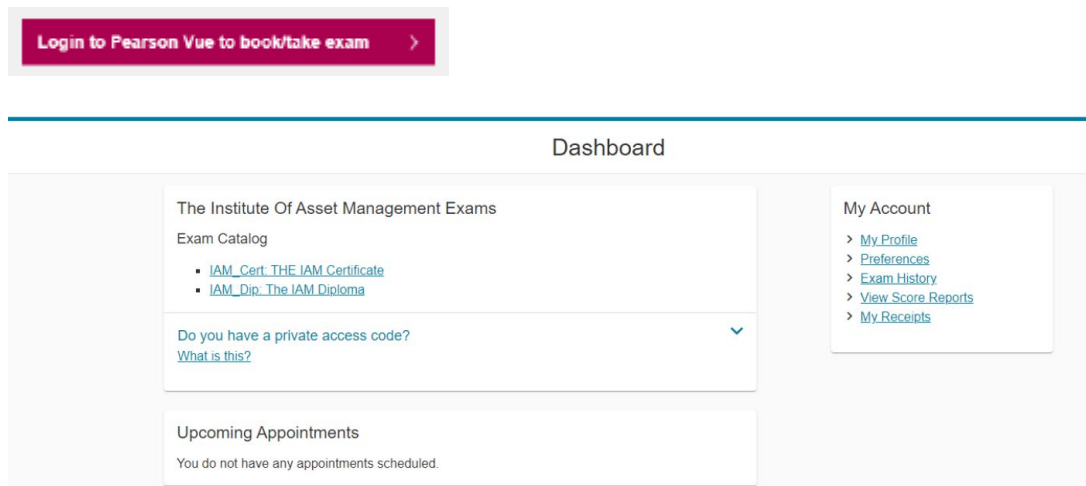 Login to Pearson Vue to book/take exam
Dashboard
The Institute Of Asset Management Exams
Exam Catalog
IAM_Cert: THE IAM Certificate
IAM_Dip: The IAM Diploma
Do you have a private access code?
What is this?
Upcoming Appointments
You do not have any appointments scheduled.
My Account
My Profile
Preferences
Exam History
View Score Reports
My Receipts